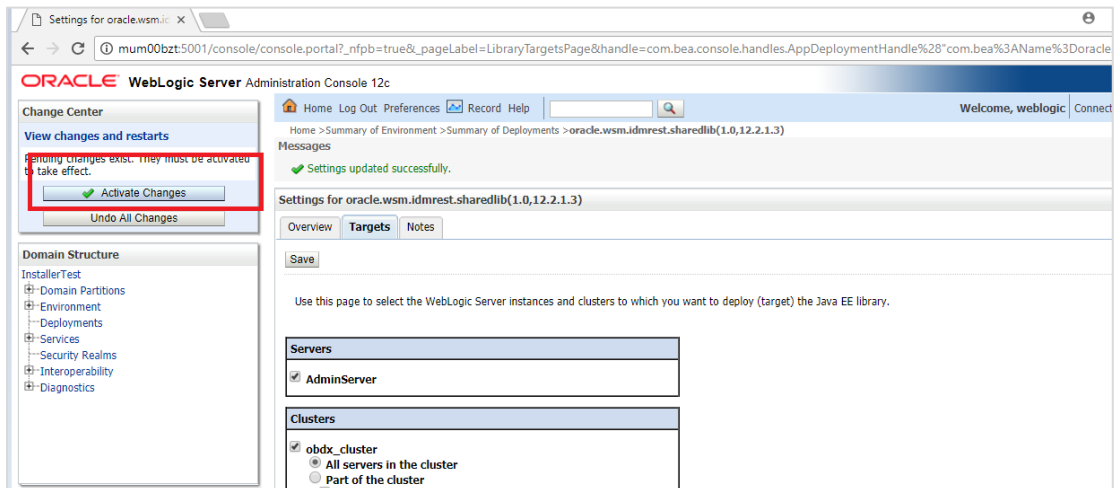 Settings for oracle.wsm.ic
mum00bzt:5001/console/console.portal?_nfpb=true&_pageLabel=LibraryTargetsPage&handle=com.bea.console.handles.AppDeploymentHandle%28"com.bea%3AName%3Doracle
ORACLE WebLogic Server Administration Console 12c
Change Center
View changes and restarts
Pending changes exist. They must be activated
to take effect.
Activate Changes
Undo All Changes
Domain Structure
InstallerTest
Domain Partitions
Environment
Deployments
Services
Security Realms
Interoperability
Diagnostics
Home Log Out Preferences Record Help
Welcome, weblogic Connect
Home >Summary of Environment >Summary of Deployments >oracle.wsm.idmrest.sharedlib(1.0,12.2.1.3)
Messages
Settings updated successfully.
Settings for oracle.wsm.idmrest.sharedlib(1.0,12.2.1.3)
Overview Targets Notes
Save
Use this page to select the WebLogic Server instances and clusters to which you want to deploy (target) the Java EE library.
Servers
AdminServer
Clusters
obdx_cluster
All servers in the cluster
Part of the cluster